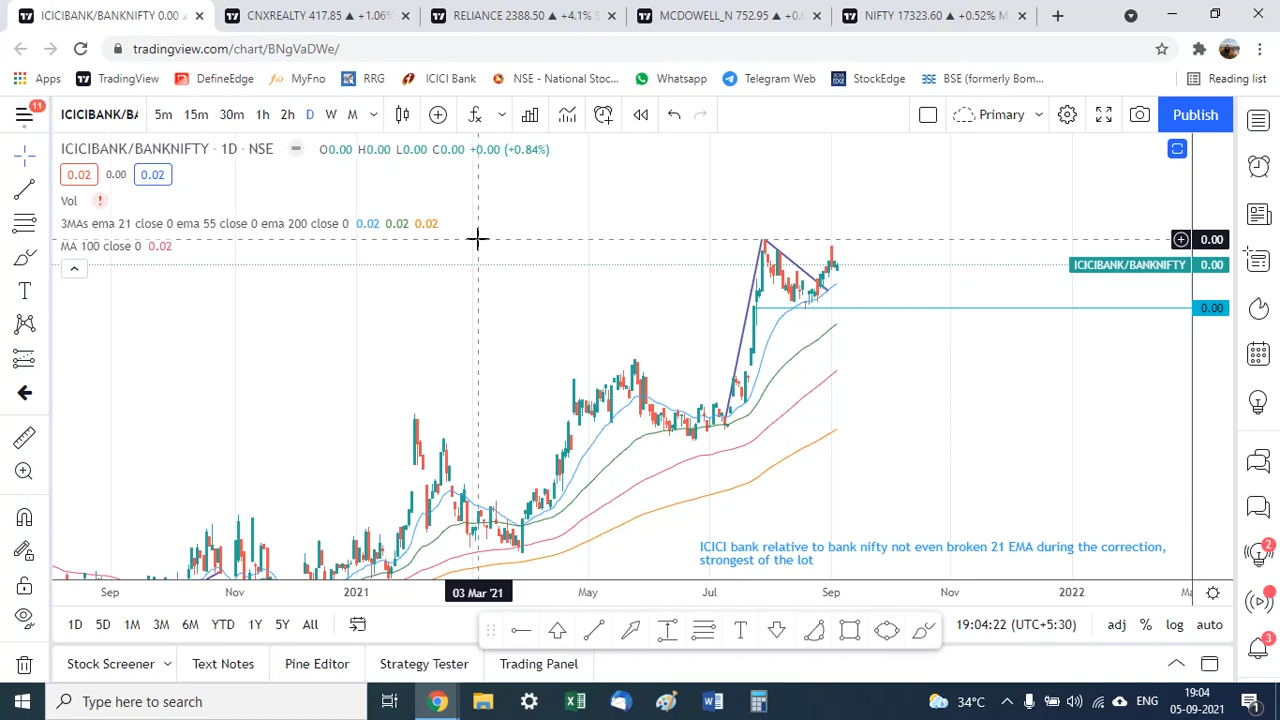 ICICIBANK/BANKNIFTY 0.00
CNXREALTY 417.85 ▲ +1.06%
RELIANCE 2388.50 ▲ +4.1%
MCDOWELL_N 752.95 ▲
NIFTY 17323.60 ▲ +0.52%
tradingview.com/chart/BNgVaDWe/
Apps
TradingView
DefineEdge
MyFno
RRG
ICICI Bank
NSE - National Stoc...
Whatsapp
Telegram Web
StockEdge
BSE (formerly Bom...
Reading list
11
ICICIBANK/BA
5m 15m 30m 1h 2h D W M
Primary
Publish
ICICIBANK/BANKNIFTY · 1D · NSE
O0.00 H0.00 L0.00 C0.00 +0.00 (+0.84%)
0.02 0.00 0.02
Vol
3MAs ema 21 close 0 ema 55 close 0 ema 200 close 0 0.02 0.02 0.02
MA 100 close 0 0.02
0.00
ICICIBANK/BANKNIFTY 0.00
0.00
ICICI bank relative to bank nifty not even broken 21 EMA during the correction,
strongest of the lot
Sep Nov 2021 03 Mar '21 May Jul Sep Nov 2022
1D 5D 1M 3M 6M YTD 1Y 5Y All
19:04:22 (UTC+5:30) adj % log auto
2
3
Stock Screener Text Notes Pine Editor Strategy Tester Trading Panel
Type here to search
34°C
ENG
19:04
05-09-2021
1